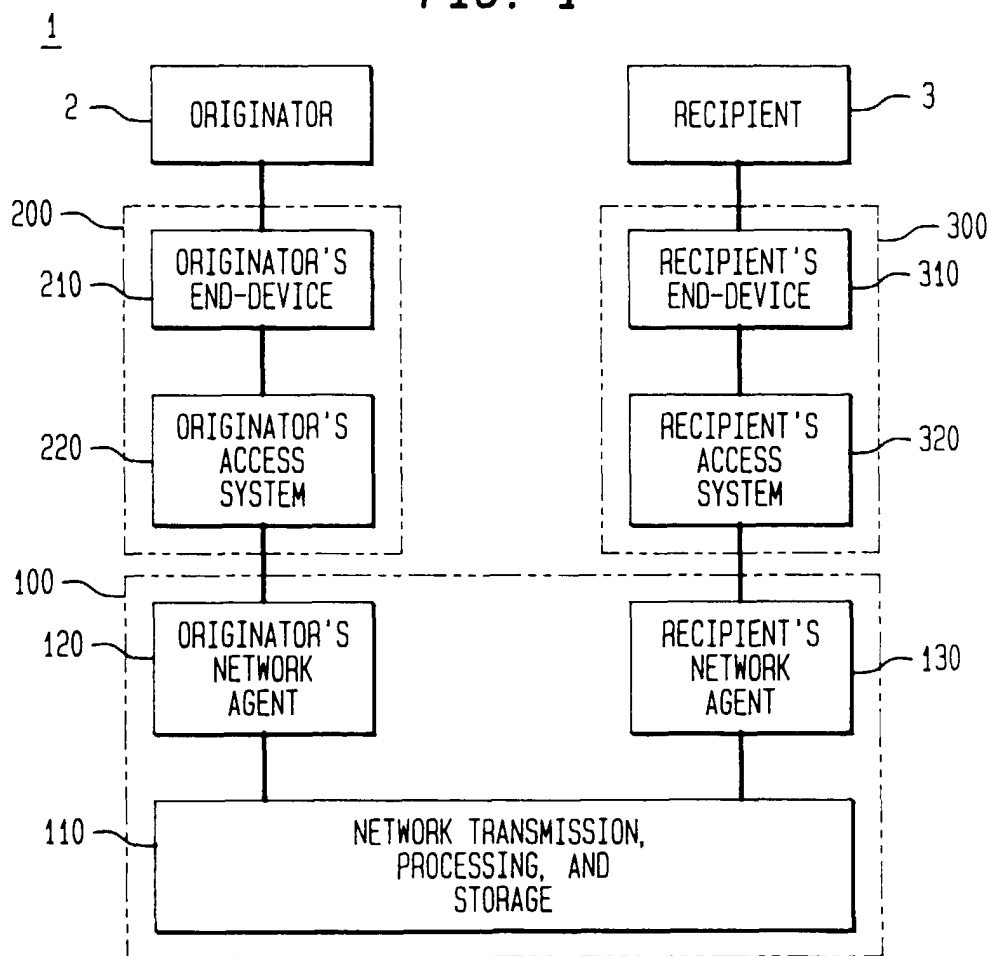 FIG. 1
1
2
ORIGINATOR
RECIPIENT
3
200
300
210
ORIGINATOR'S
END-DEVICE
RECIPIENT'S
END-DEVICE
310
220
ORIGINATOR'S
ACCESS
SYSTEM
RECIPIENT'S
ACCESS
SYSTEM
320
100
120
ORIGINATOR'S
NETWORK
AGENT
RECIPIENT'S
NETWORK
AGENT
130
110
NETWORK TRANSMISSION,
PROCESSING, AND
STORAGE